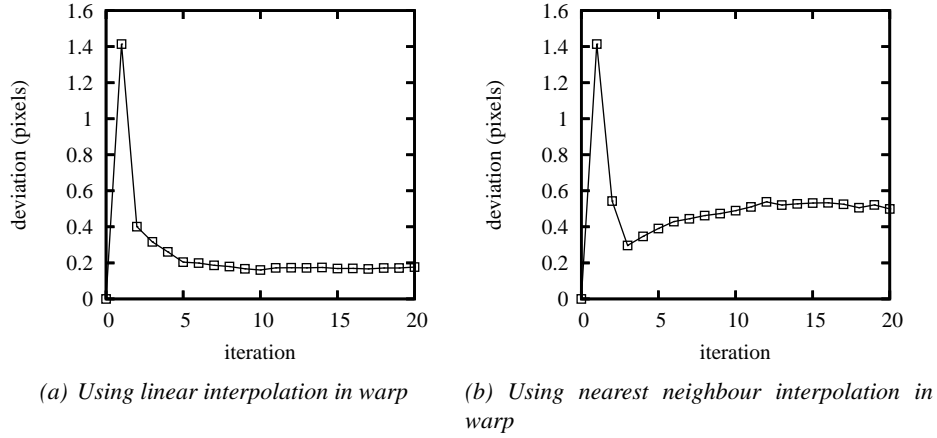 1.6
1.4
1.2
1
0.8
0.6
0.4
0.2
0
deviation (pixels)
0 5 10 15 20
iteration
(a) Using linear interpolation in warp
1.6
1.4
1.2
1
0.8
0.6
0.4
0.2
0
deviation (pixels)
0 5 10 15 20
iteration
(b) Using nearest neighbour interpolation in
warp